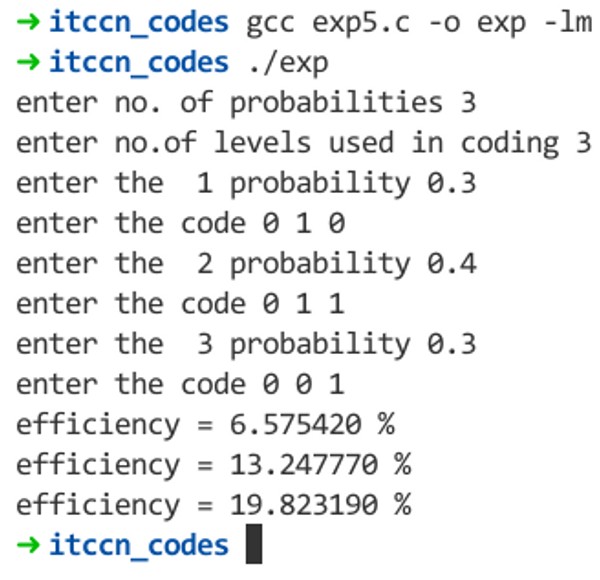 ➜ itccn_codes gcc exp5.c -o exp -lm
➜ itccn_codes ./exp
enter no. of probabilities 3
enter no.of levels used in coding 3
enter the  1 probability 0.3
enter the code 0 1 0
enter the  2 probability 0.4
enter the code 0 1 1
enter the  3 probability 0.3
enter the code 0 0 1
efficiency = 6.575420 %
efficiency = 13.247770 %
efficiency = 19.823190 %
➜ itccn_codes